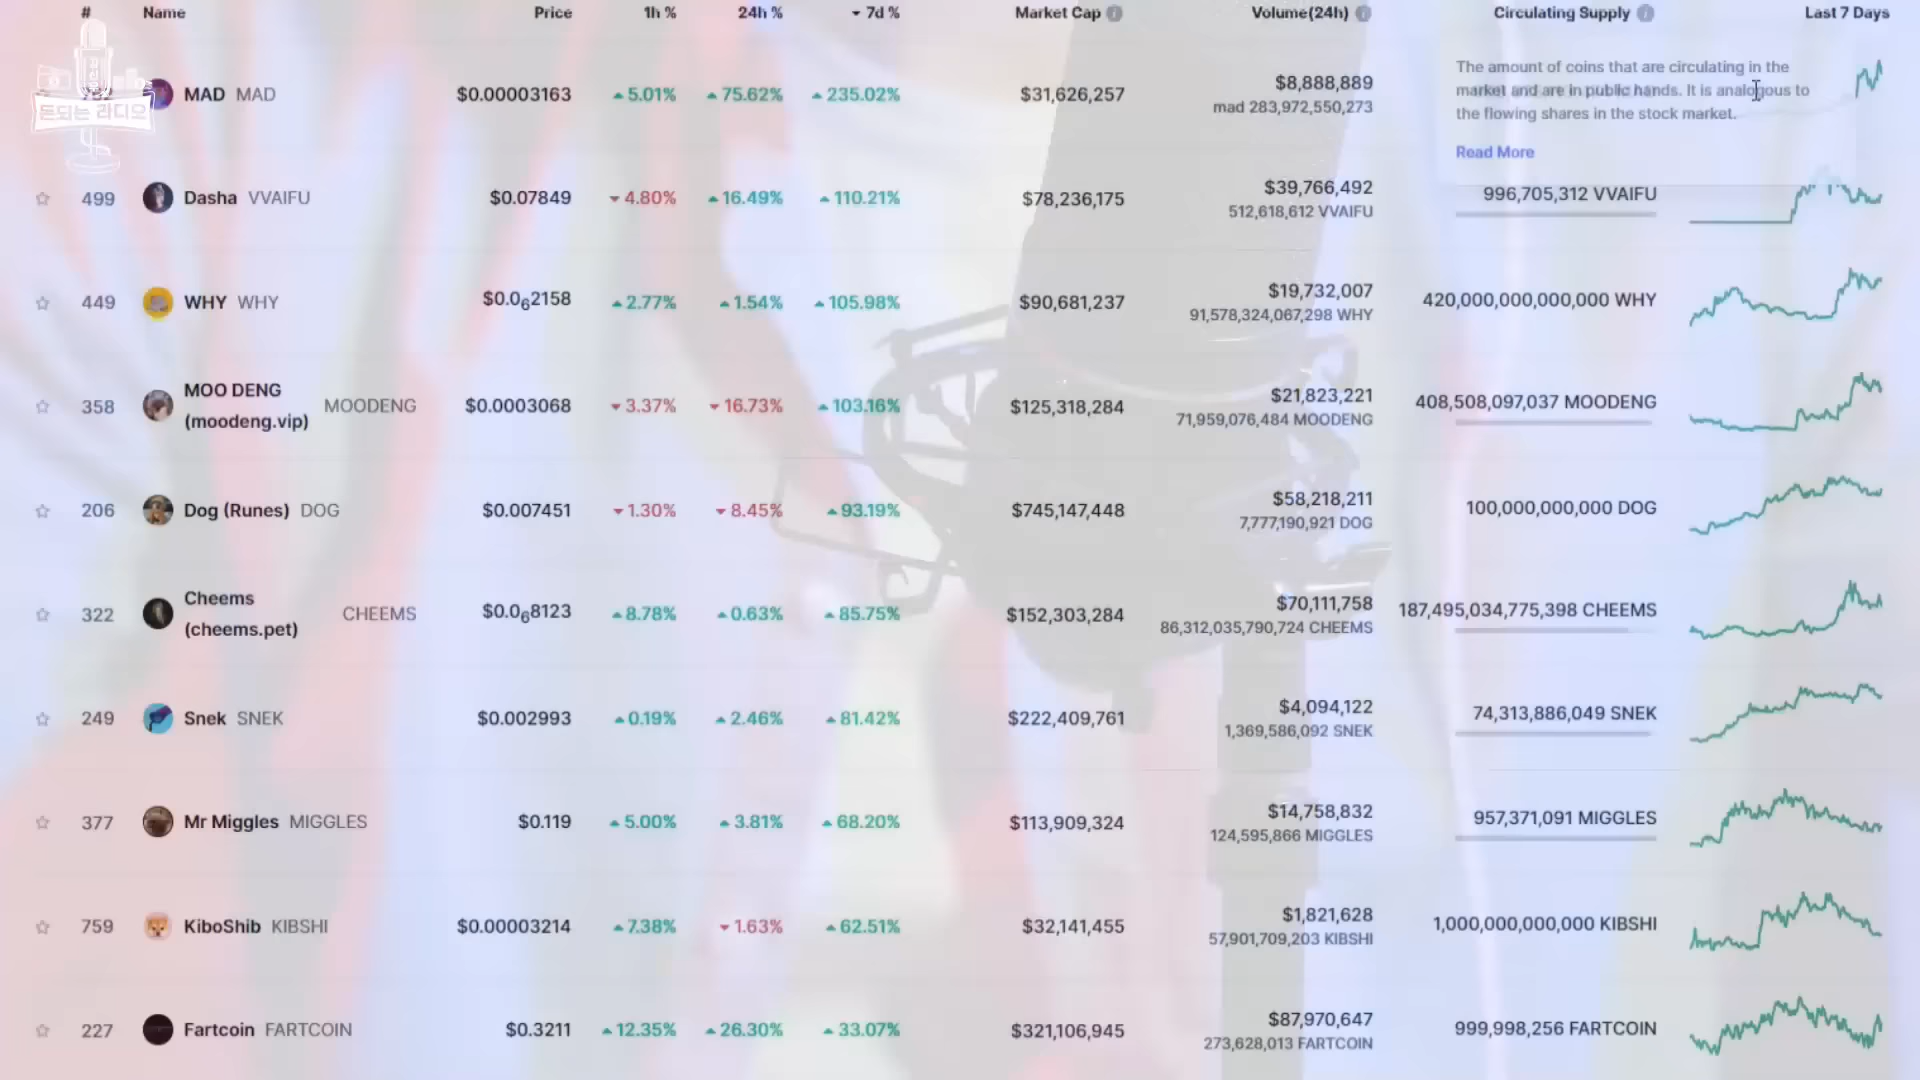 # Name Price 1h % 24h % 7d % Market Cap Volume(24h) Circulating Supply Last 7 Days
돈되는 라디오
MAD MAD $0.00003163 5.01% 75.62% 235.02% $31,626,257 $8,888,889
mad 283,972,550,273
The amount of coins that are circulating in the
market and are in public hands. It is analogous to
the flowing shares in the stock market.
Read More
499 Dasha VVAIFU $0.07849 4.80% 16.49% 110.21% $78,236,175 $39,766,492 996,705,312 VVAIFU
512,618,612 VVAIFU
449 WHY WHY $0.0₆2158 2.77% 1.54% 105.98% $90,681,237 $19,732,007 420,000,000,000,000 WHY
91,578,324,067,298 WHY
358 MOO DENG
(moodeng.vip) MOODENG $0.0003068 3.37% 16.73% 103.16% $125,318,284 $21,823,221 408,508,097,037 MOODENG
71,959,076,484 MOODENG
206 Dog (Runes) DOG $0.007451 1.30% 8.45% 93.19% $745,147,448 $58,218,211 100,000,000,000 DOG
7,777,190,921 DOG
322 Cheems
(cheems.pet) CHEEMS $0.0₆8123 8.78% 0.63% 85.75% $152,303,284 $70,111,758 187,495,034,775,398 CHEEMS
86,312,035,790,724 CHEEMS
249 Snek SNEK $0.002993 0.19% 2.46% 81.42% $222,409,761 $4,094,122 74,313,886,049 SNEK
1,369,586,092 SNEK
377 Mr Miggles MIGGLES $0.119 5.00% 3.81% 68.20% $113,909,324 $14,758,832 957,371,091 MIGGLES
124,595,866 MIGGLES
759 KiboShib KIBSHI $0.00003214 7.38% 1.63% 62.51% $32,141,455 $1,821,628 1,000,000,000,000 KIBSHI
57,901,709,203 KIBSHI
227 Fartcoin FARTCOIN $0.3211 12.35% 26.30% 33.07% $321,106,945 $87,970,647 999,998,256 FARTCOIN
273,628,013 FARTCOIN